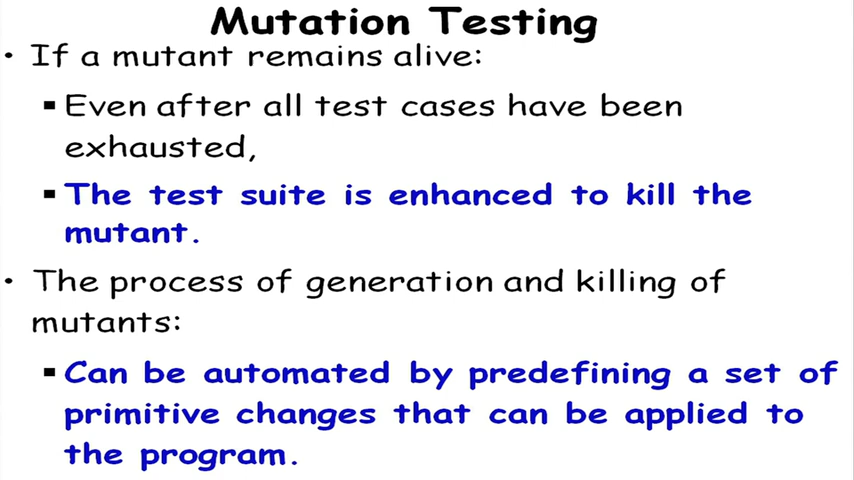 Mutation Testing
• If a mutant remains alive:
▪ Even after all test cases have been
exhausted,
▪ The test suite is enhanced to kill the
mutant.
• The process of generation and killing of
mutants:
▪ Can be automated by predefining a set of
primitive changes that can be applied to
the program.